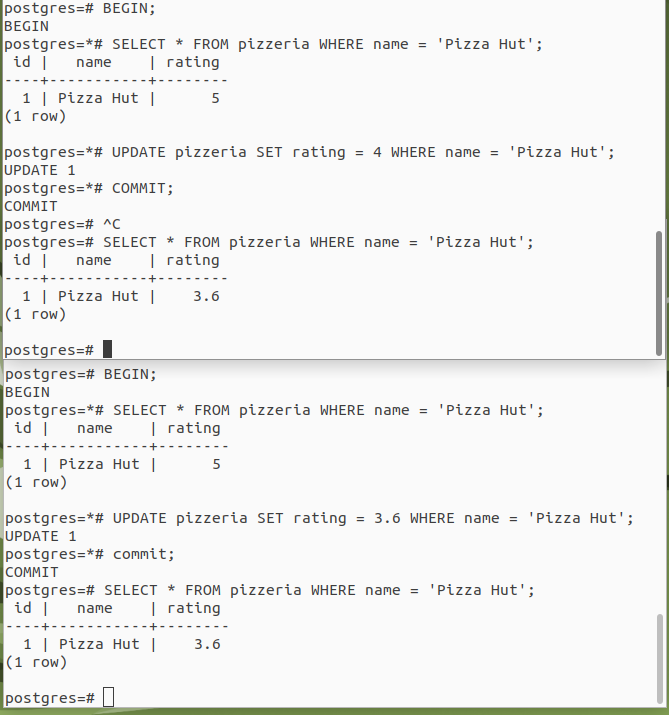 postgres=# BEGIN;
BEGIN
postgres=*# SELECT * FROM pizzeria WHERE name = 'Pizza Hut';
 id |   name    | rating
----+-----------+--------
  1 | Pizza Hut |      5
(1 row)

postgres=*# UPDATE pizzeria SET rating = 4 WHERE name = 'Pizza Hut';
UPDATE 1
postgres=*# COMMIT;
COMMIT
postgres=# ^C
postgres=# SELECT * FROM pizzeria WHERE name = 'Pizza Hut';
 id |   name    | rating
----+-----------+--------
  1 | Pizza Hut |    3.6
(1 row)

postgres=#
postgres=# BEGIN;
BEGIN
postgres=*# SELECT * FROM pizzeria WHERE name = 'Pizza Hut';
 id |   name    | rating
----+-----------+--------
  1 | Pizza Hut |      5
(1 row)

postgres=*# UPDATE pizzeria SET rating = 3.6 WHERE name = 'Pizza Hut';
UPDATE 1
postgres=*# commit;
COMMIT
postgres=# SELECT * FROM pizzeria WHERE name = 'Pizza Hut';
 id |   name    | rating
----+-----------+--------
  1 | Pizza Hut |    3.6
(1 row)

postgres=#